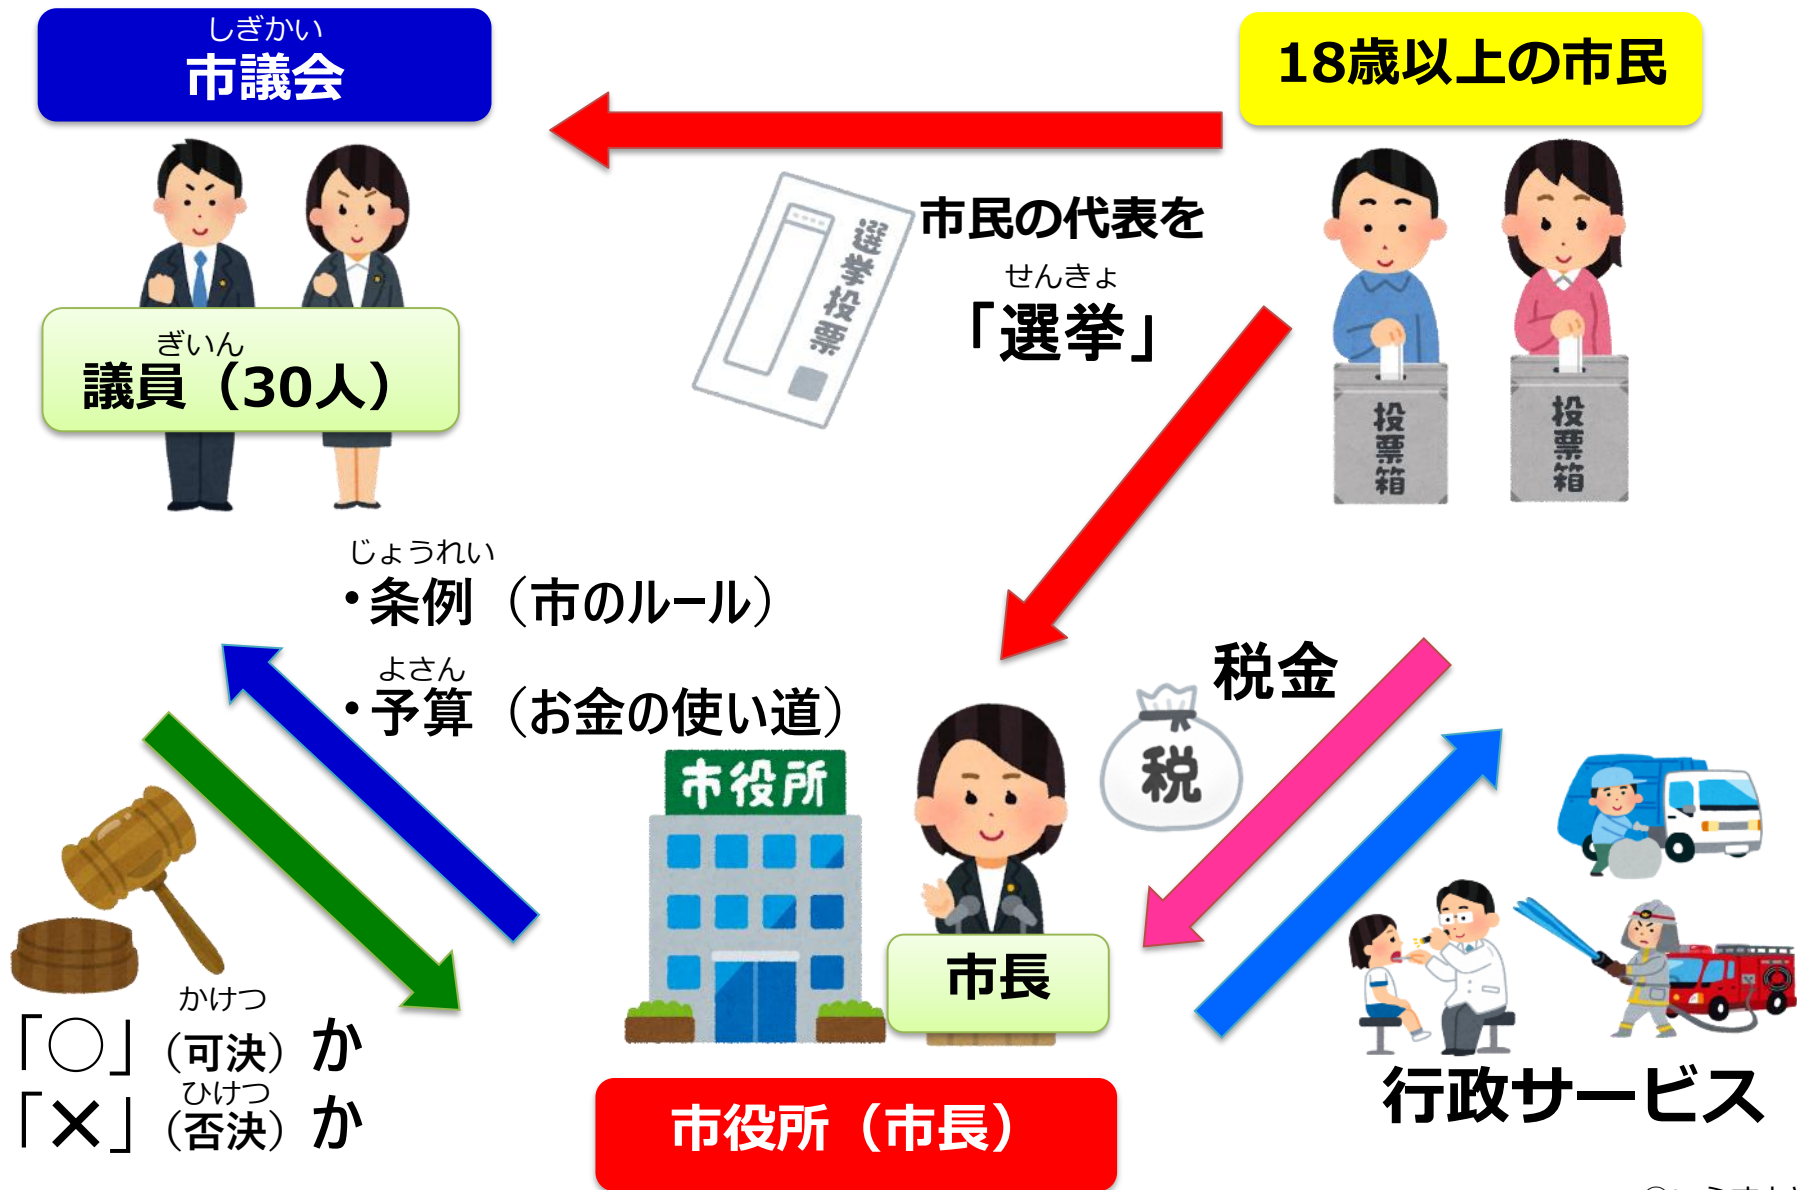 しぎかい
市議会
18歳以上の市民
選挙投票
市民の代表を
せんきょ
「選挙」
ぎいん
議員（30人）
投票箱
投票箱
じょうれい
・条例（市のルール）
よさん
・予算（お金の使い道）
税金
税
市役所
市長
かけつ
「○」（可決）か
ひけつ
「×」（否決）か
行政サービス
市役所（市長）